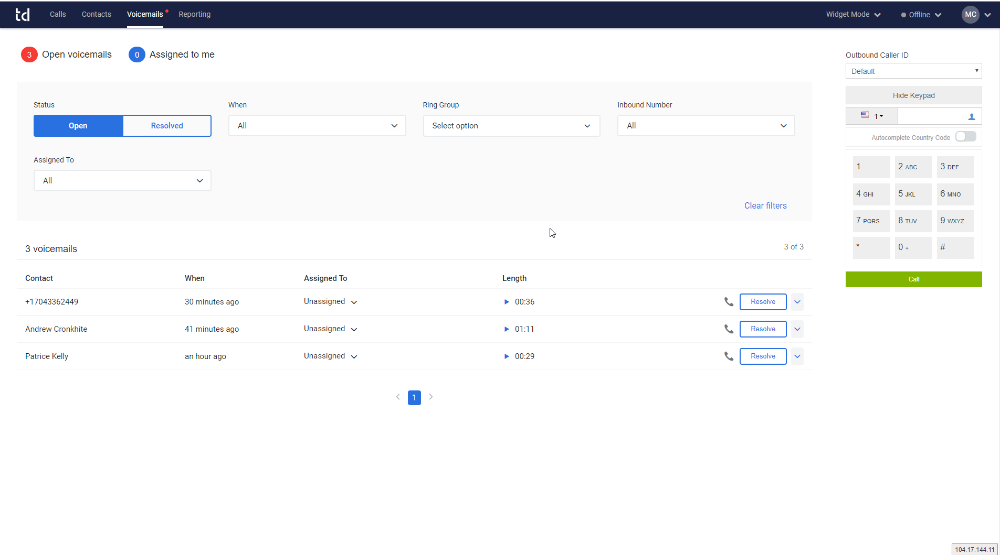 td Calls Contacts Voicemails Reporting Widget Mode Offline MC
3 Open voicemails 0 Assigned to me
Status When Ring Group Inbound Number
Open Resolved All Select option All
Assigned To
All
Clear filters
3 voicemails 3 of 3
Contact When Assigned To Length
+17043362449 30 minutes ago Unassigned 00:36 Resolve
Andrew Cronkhite 41 minutes ago Unassigned 01:11 Resolve
Patrice Kelly an hour ago Unassigned 00:29 Resolve
1
Outbound Caller ID
Default
Hide Keypad
1
Autocomplete Country Code
1 2 ABC 3 DEF
4 GHI 5 JKL 6 MNO
7 PQRS 8 TUV 9 WXYZ
* 0 + #
Call
104.17.144.11